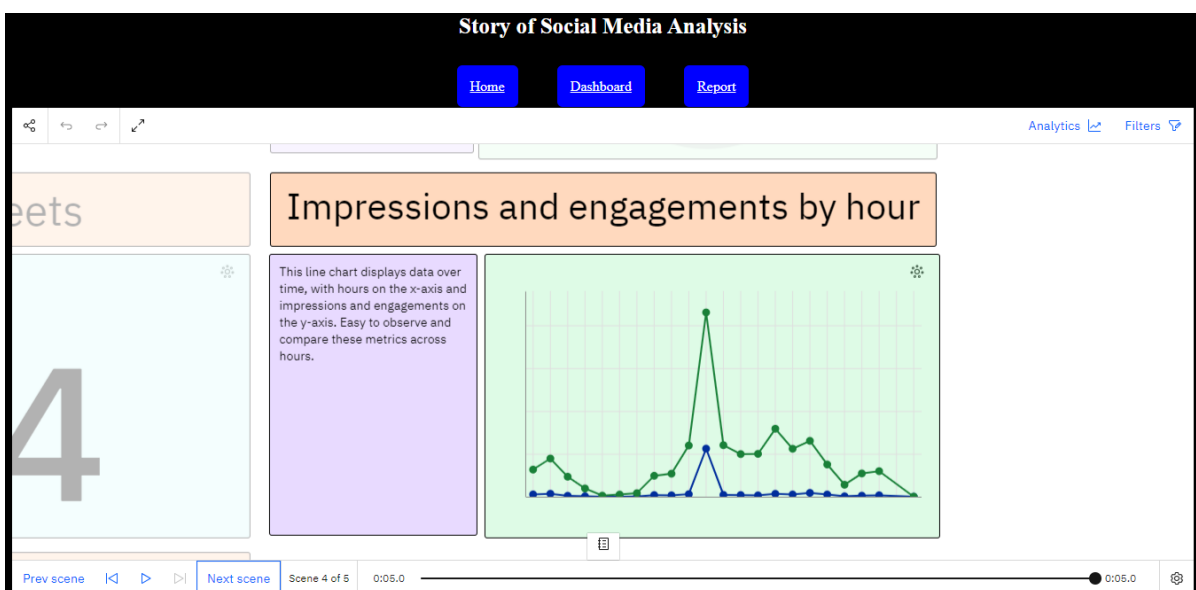 Story of Social Media Analysis
Home Dashboard Report
Analytics Filters
eets
Impressions and engagements by hour
This line chart displays data over
time, with hours on the x-axis and
impressions and engagements on
the y-axis. Easy to observe and
compare these metrics across
hours.
4
Prev scene Next scene Scene 4 of 5 0:05.0 0:05.0